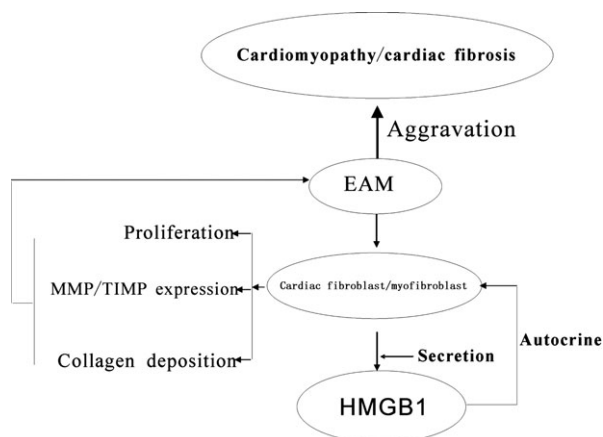 Cardiomyopathy/cardiac fibrosis
Aggravation
EAM
Proliferation
Cardiac fibroblast/myofibroblast
MMP/TIMP expression
Collagen deposition
Secretion
Autocrine
HMGB1